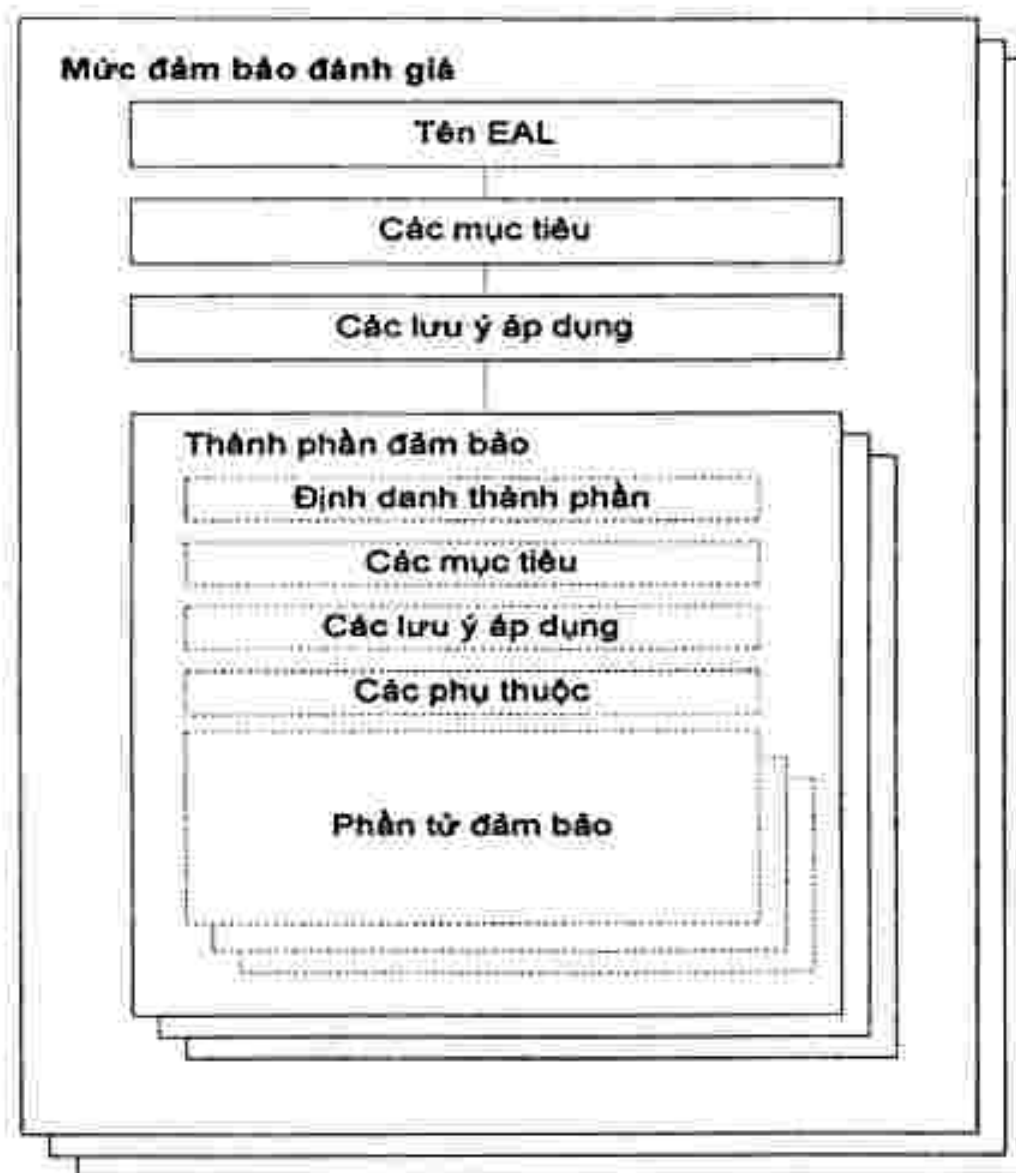 Mức đảm bảo đánh giá
Tên EAL
Các mục tiêu
Các lưu ý áp dụng
Thành phần đảm bảo
Định danh thành phần
Các mục tiêu
Các lưu ý áp dụng
Các phụ thuộc
Phần tử đảm bảo